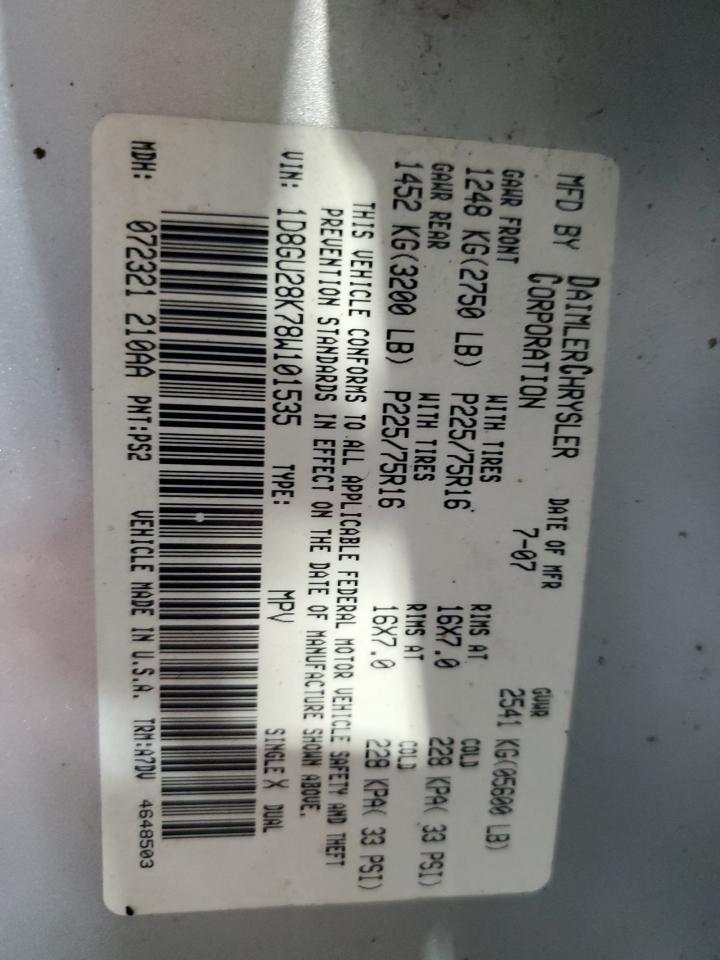 MFD BY DAIMLERCHRYSLER CORPORATION
DATE OF MFR 7-07
GVWR 2541 KG(05600 LB)
GAWR FRONT WITH TIRES RIMS AT COLD
1248 KG(2750 LB) P225/75R16 16X7.0 228 KPA( 33 PSI)
GAWR REAR WITH TIRES RIMS AT COLD
1452 KG(3200 LB) P225/75R16 16X7.0 228 KPA( 33 PSI)
THIS VEHICLE CONFORMS TO ALL APPLICABLE FEDERAL MOTOR VEHICLE SAFETY AND THEFT
PREVENTION STANDARDS IN EFFECT ON THE DATE OF MANUFACTURE SHOWN ABOVE.
VIN: 1D8GU28K78W101535 TYPE: MPV SINGLE X DUAL
MDH: 072321 210AA PNT:PS2 VEHICLE MADE IN U.S.A. TRM:A7DV 4648503